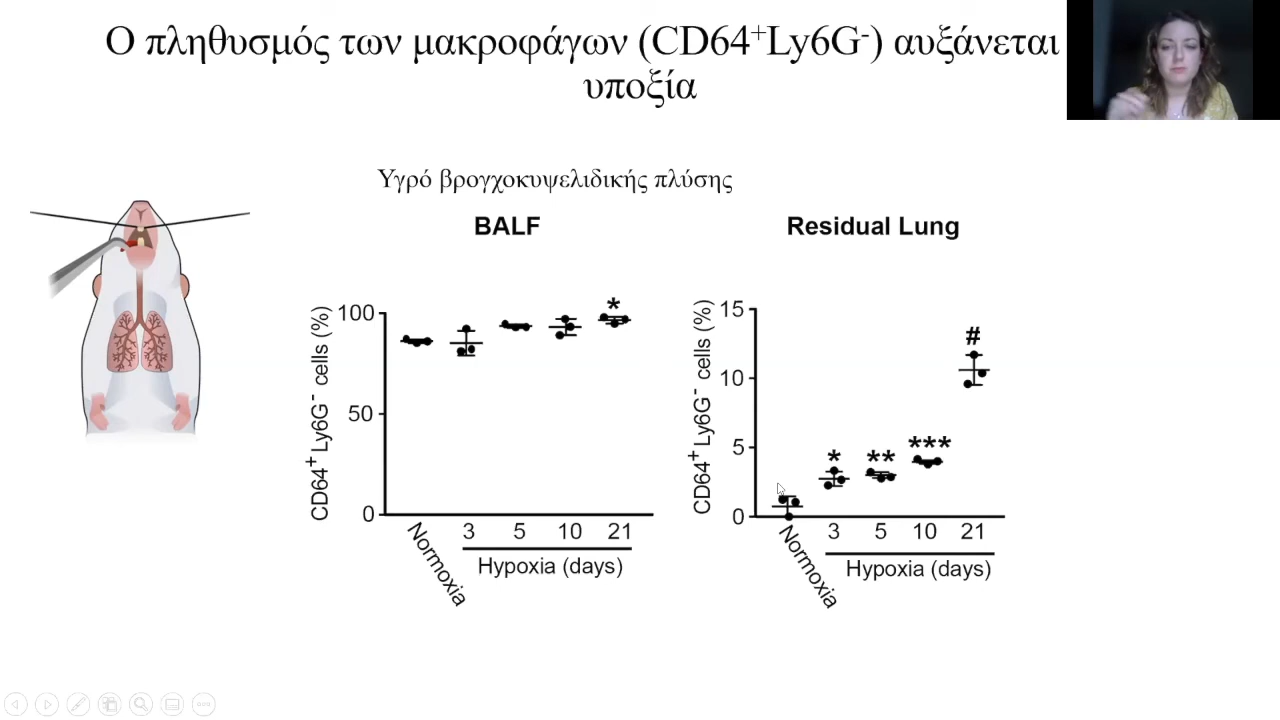 Ο πληθυσμός των μακροφάγων (CD64⁺Ly6G⁻) αυξάνεται
υποξία
Υγρό βρογχοκυψελιδικής πλύσης
BALF
CD64⁺Ly6G⁻ cells (%)
100
50
0
*
Normoxia
3 5 10 21
Hypoxia (days)
Residual Lung
CD64⁺Ly6G⁻ cells (%)
15
10
5
0
* ** *** #
Normoxia
3 5 10 21
Hypoxia (days)